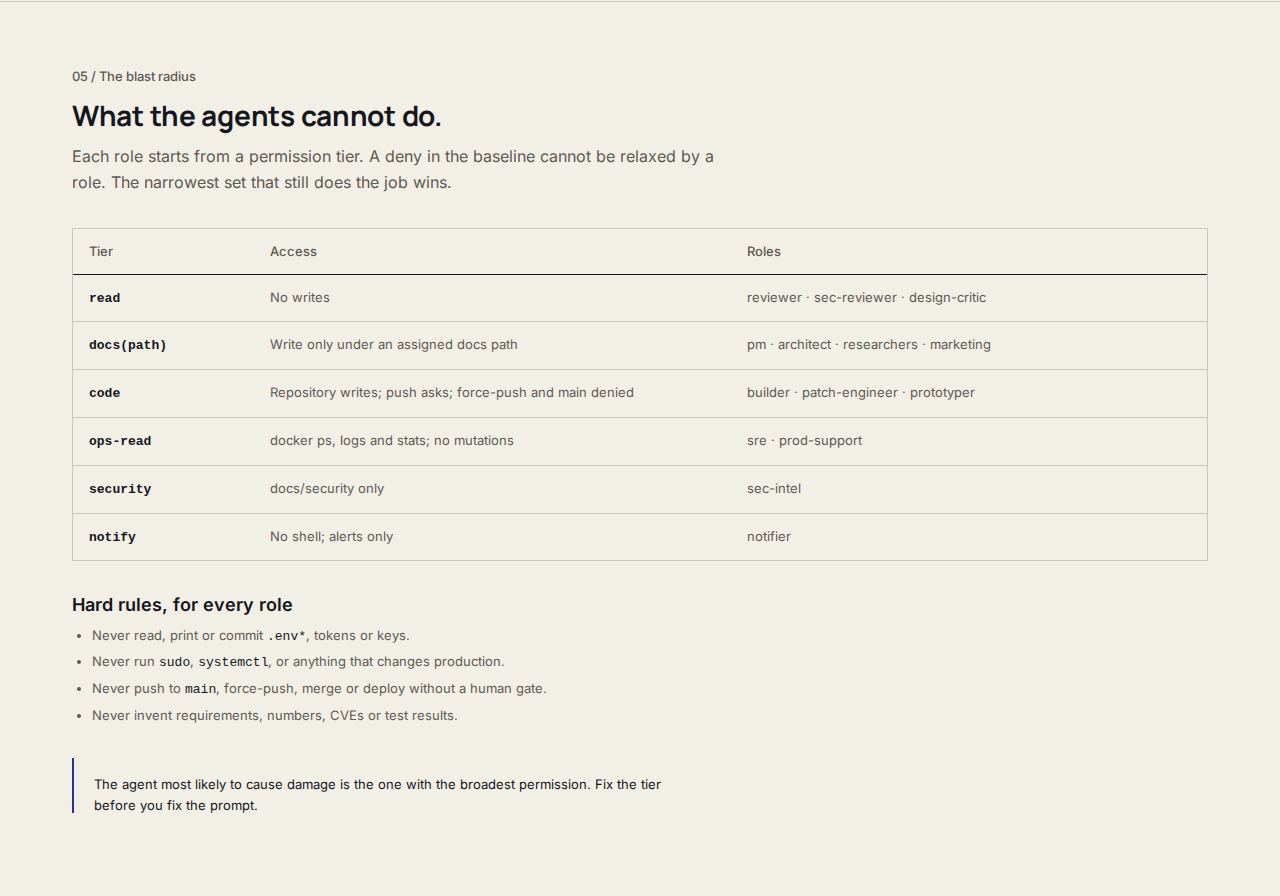 05 / The blast radius
What the agents cannot do.
Each role starts from a permission tier. A deny in the baseline cannot be relaxed by a
role. The narrowest set that still does the job wins.
Tier Access Roles
read No writes reviewer · sec-reviewer · design-critic
docs(path) Write only under an assigned docs path pm · architect · researchers · marketing
code Repository writes; push asks; force-push and main denied builder · patch-engineer · prototyper
ops-read docker ps, logs and stats; no mutations sre · prod-support
security docs/security only sec-intel
notify No shell; alerts only notifier
Hard rules, for every role
• Never read, print or commit .env*, tokens or keys.
• Never run sudo, systemctl, or anything that changes production.
• Never push to main, force-push, merge or deploy without a human gate.
• Never invent requirements, numbers, CVEs or test results.
The agent most likely to cause damage is the one with the broadest permission. Fix the tier
before you fix the prompt.